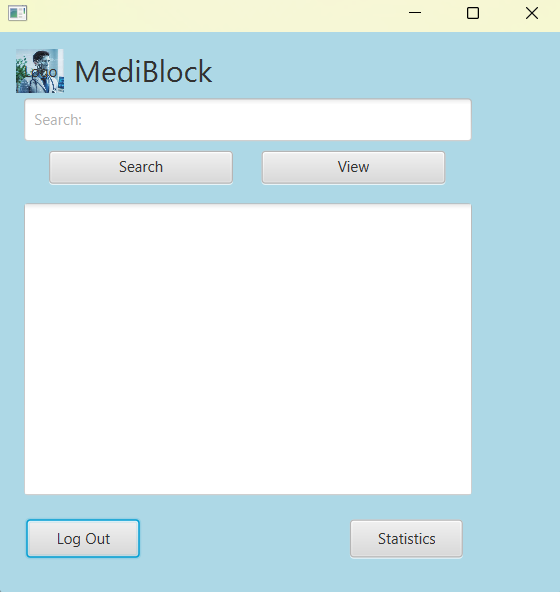 Logo
MediBlock
Search:
Search
View
Log Out
Statistics